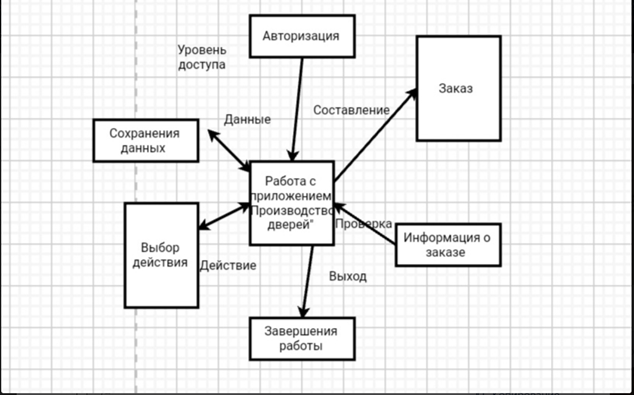 Авторизация
Уровень
доступа
Заказ
Составление
Данные
Сохранения
данных
Работа с
приложением
"Производство
дверей"
Проверка
Информация о
заказе
Выбор
действия
Действие
Выход
Завершения
работы